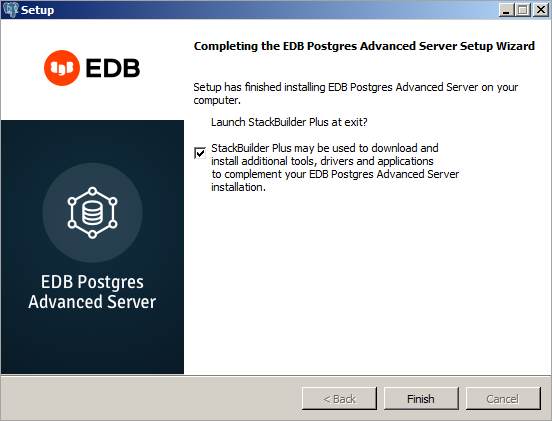 Setup
Completing the EDB Postgres Advanced Server Setup Wizard
EDB
Setup has finished installing EDB Postgres Advanced Server on your
computer.
Launch StackBuilder Plus at exit?
StackBuilder Plus may be used to download and
install additional tools, drivers and applications
to complement your EDB Postgres Advanced Server
installation.
EDB Postgres
Advanced Server
< Back
Finish
Cancel